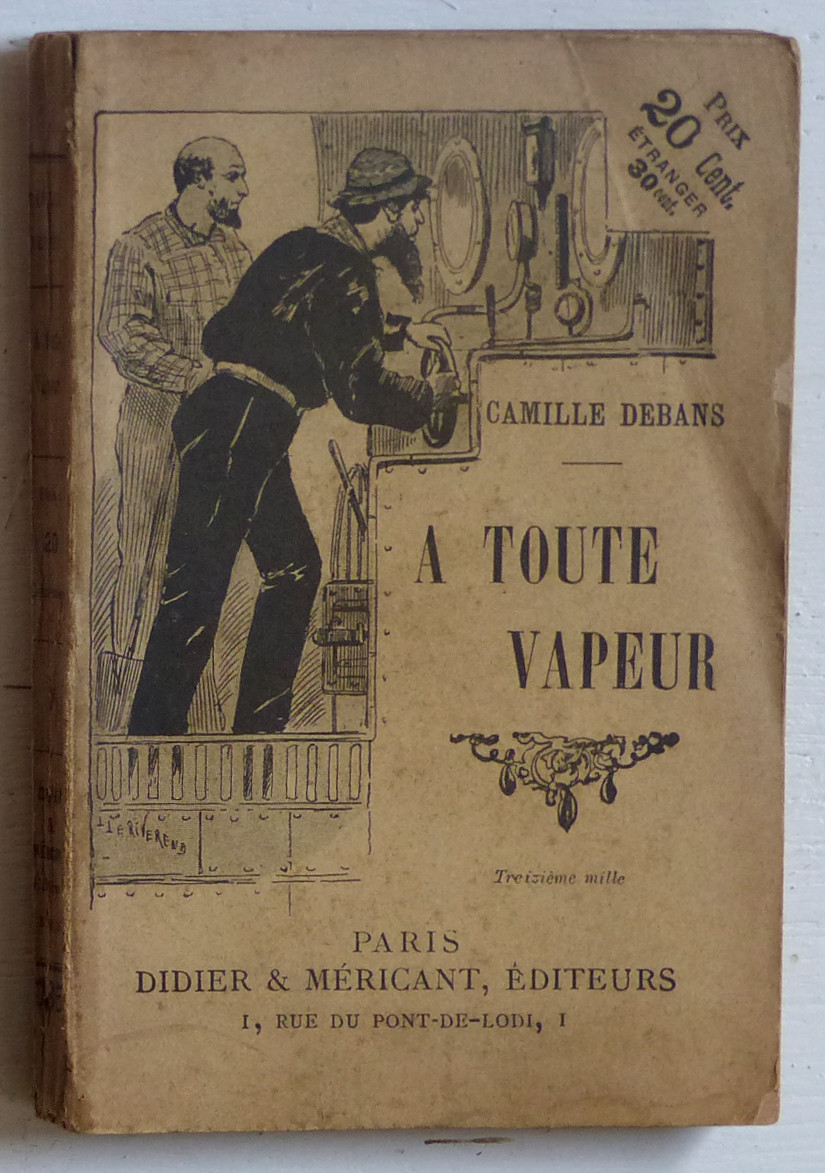 PRIX
20 Cent.
ÉTRANGER
30 cent.
CAMILLE DEBANS
A TOUTE
VAPEUR
Treizième mille
PARIS
DIDIER & MÉRICANT, ÉDITEURS
1, RUE DU PONT-DE-LODI, 1